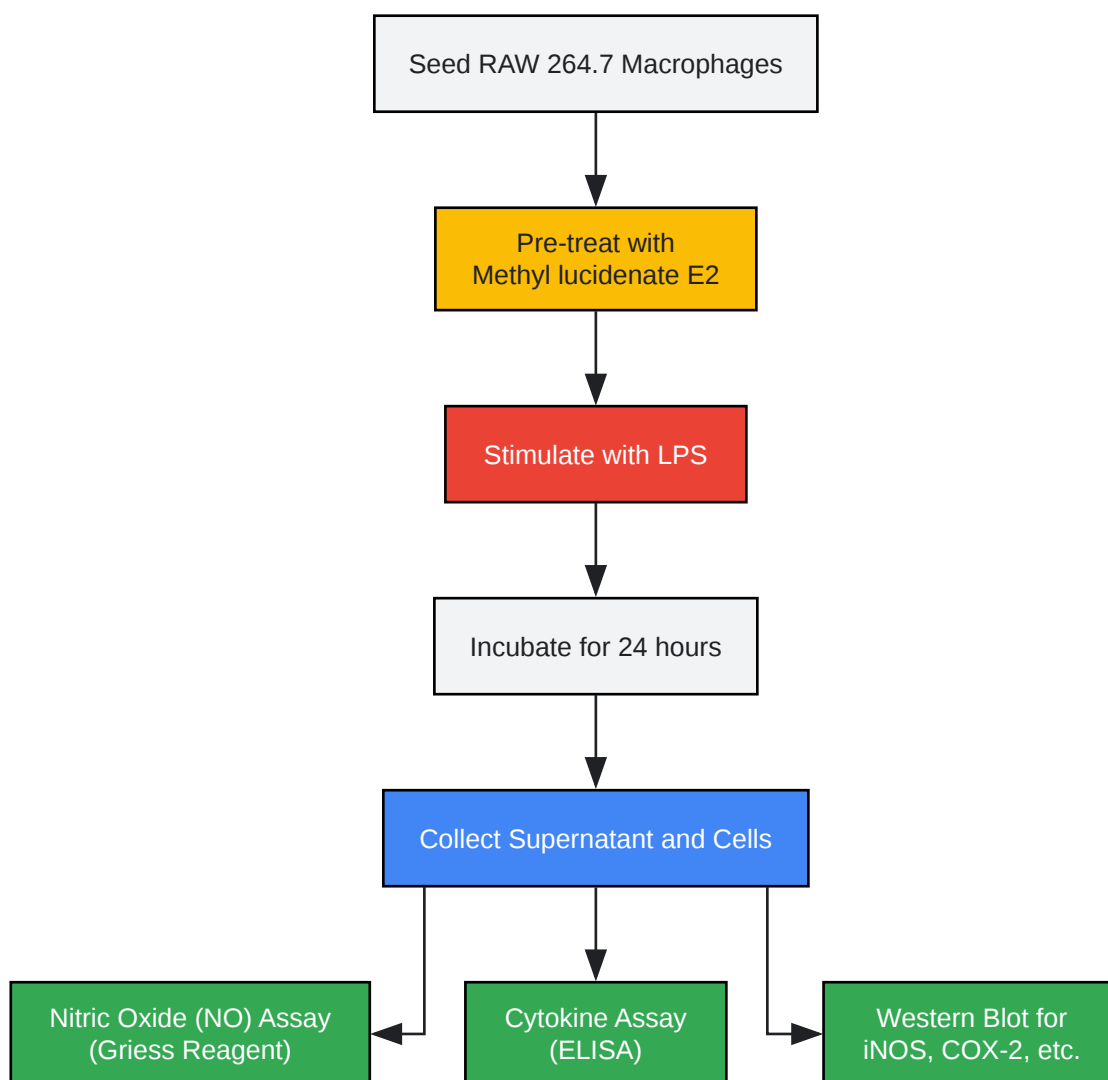 Seed RAW 264.7 Macrophages
Pre-treat with
Methyl lucidenate E2
Stimulate with LPS
Incubate for 24 hours
Collect Supernatant and Cells
Nitric Oxide (NO) Assay
(Griess Reagent)
Cytokine Assay
(ELISA)
Western Blot for
iNOS, COX-2, etc.